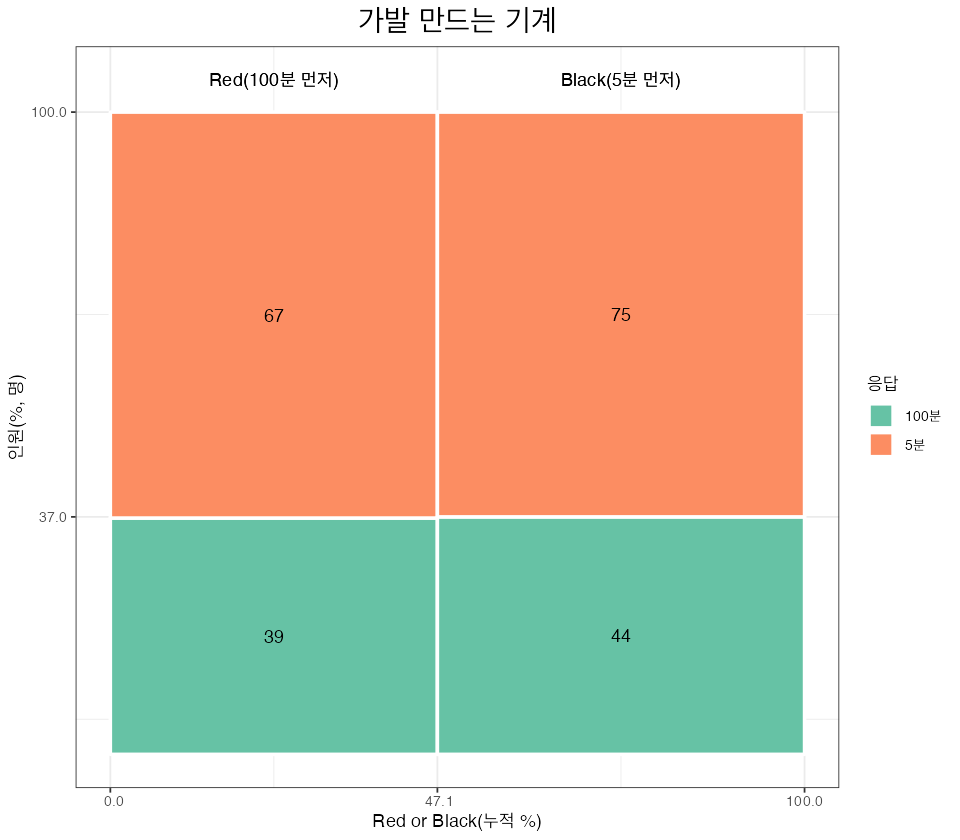 가발 만드는 기계
Red(100분 먼저) Black(5분 먼저)
100.0
67 75
인원(%, 명)
응답
100분
5분
37.0
39 44
0.0 47.1 100.0
Red or Black(누적 %)